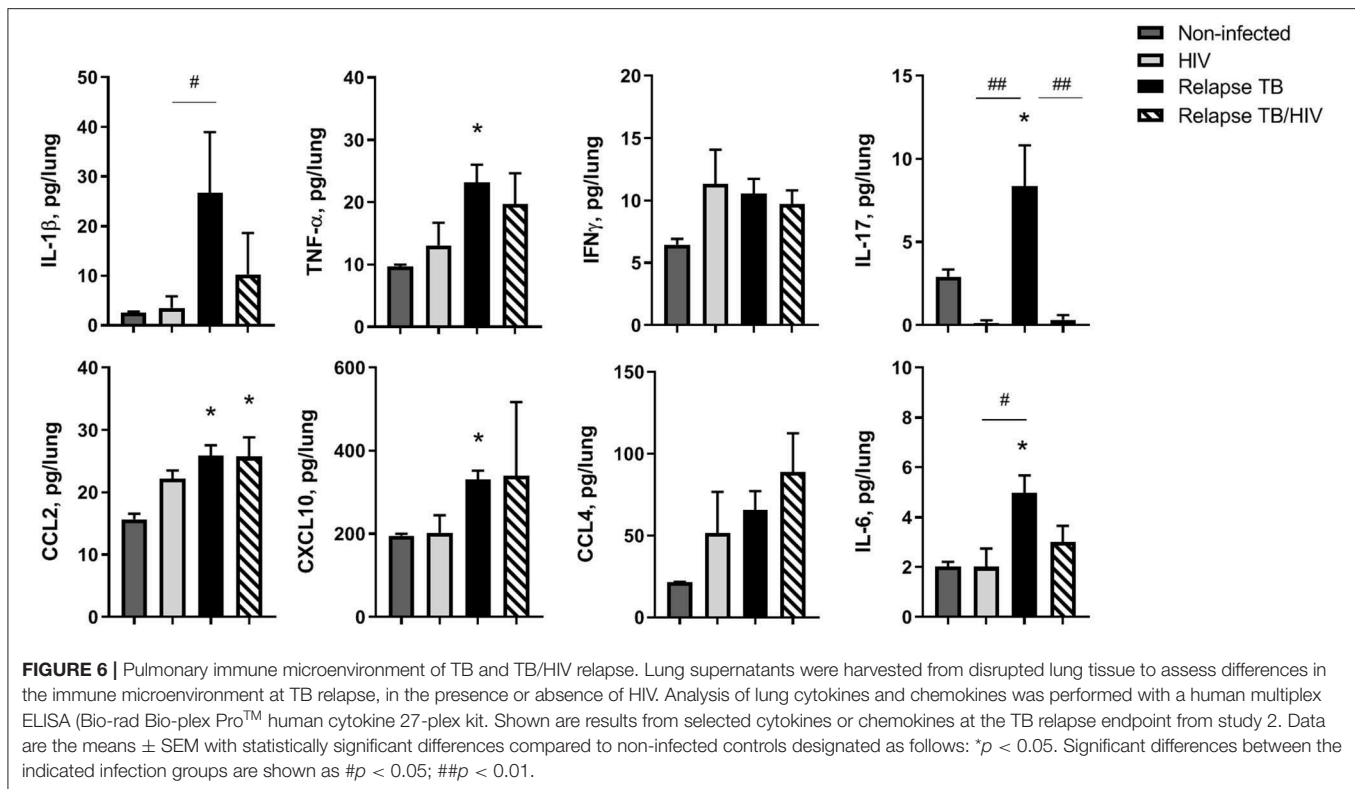 Non-infected
HIV
Relapse TB
Relapse TB/HIV
IL-1β, pg/lung
50
40
30
20
10
0
#
TNF-α, pg/lung
40
30
20
10
0
*
IFNγ, pg/lung
20
15
10
5
0
IL-17, pg/lung
15
10
5
0
## ##
*
CCL2, pg/lung
40
30
20
10
0
* *
CXCL10, pg/lung
600
400
200
0
*
CCL4, pg/lung
150
100
50
0
IL-6, pg/lung
10
8
6
4
2
0
#
*
FIGURE 6 | Pulmonary immune microenvironment of TB and TB/HIV relapse. Lung supernatants were harvested from disrupted lung tissue to assess differences in
the immune microenvironment at TB relapse, in the presence or absence of HIV. Analysis of lung cytokines and chemokines was performed with a human multiplex
ELISA (Bio-rad Bio-plex Pro™ human cytokine 27-plex kit. Shown are results from selected cytokines or chemokines at the TB relapse endpoint from study 2. Data
are the means ± SEM with statistically significant differences compared to non-infected controls designated as follows: *p < 0.05. Significant differences between the
indicated infection groups are shown as #p < 0.05; ##p < 0.01.